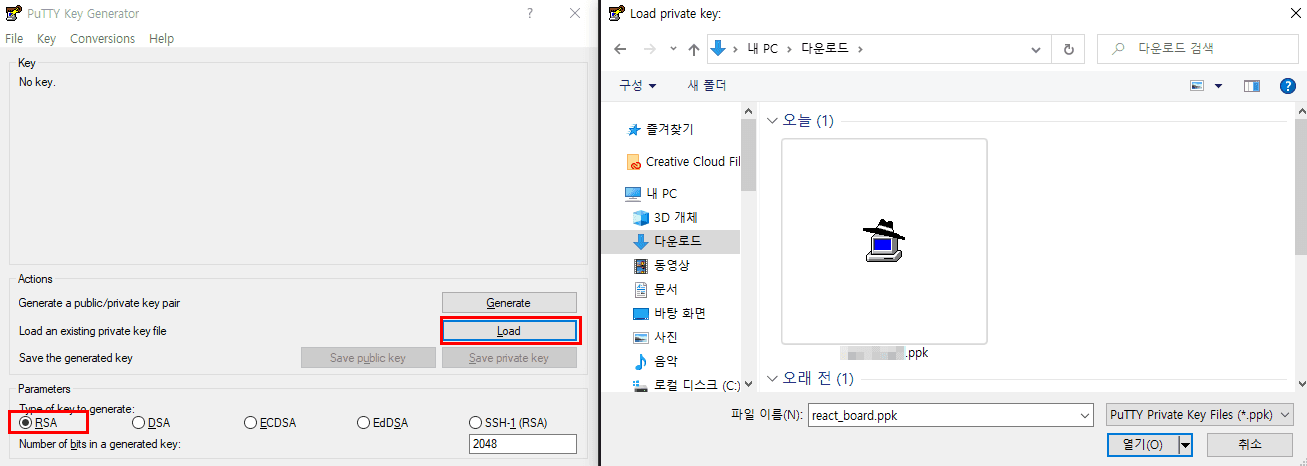 PuTTY Key Generator
?
File Key Conversions Help
Key
No key.
Actions
Generate a public/private key pair
Generate
Load an existing private key file
Load
Save the generated key
Save public key
Save private key
Parameters
Type of key to generate:
RSA
DSA
ECDSA
EdDSA
SSH-1 (RSA)
Number of bits in a generated key:
2048
Load private key:
내 PC > 다운로드 >
다운로드 검색
구성
새 폴더
?
즐겨찾기
Creative Cloud Fil
내 PC
3D 개체
다운로드
동영상
문서
바탕 화면
사진
음악
로컬 디스크 (C:)
오늘 (1)
.ppk
오래 전 (1)
파일 이름(N):
react_board.ppk
PuTTY Private Key Files (*.ppk)
열기(O)
취소